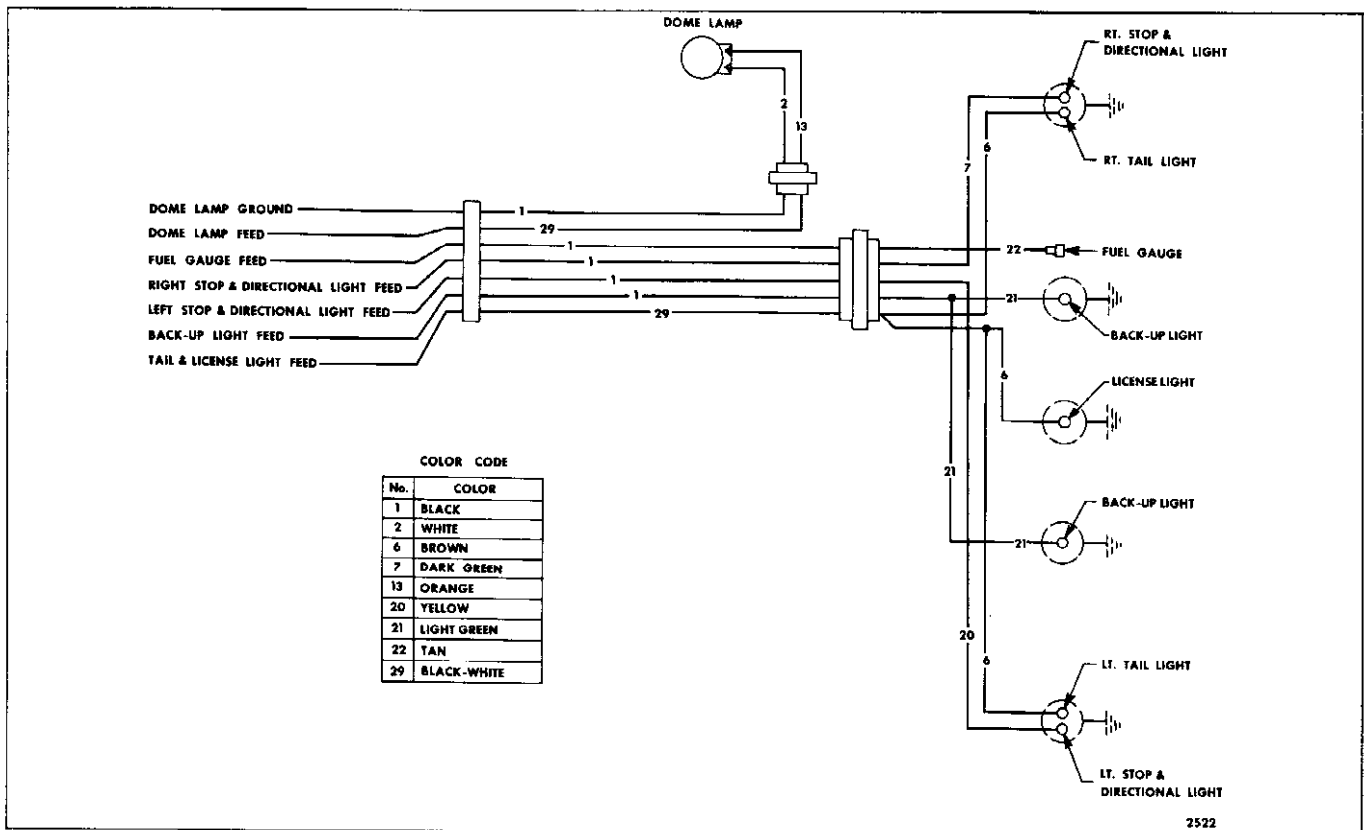 DOME LAMP
RT. STOP &
DIRECTIONAL LIGHT
2
13
6
7
RT. TAIL LIGHT
DOME LAMP GROUND
1
DOME LAMP FEED
29
FUEL GAUGE FEED
1
22
FUEL GAUGE
RIGHT STOP & DIRECTIONAL LIGHT FEED
1
LEFT STOP & DIRECTIONAL LIGHT FEED
1
BACK-UP LIGHT FEED
1
21
BACK-UP LIGHT
TAIL & LICENSE LIGHT FEED
29
6
LICENSE LIGHT
21
BACK-UP LIGHT
21
COLOR CODE
No. COLOR
1 BLACK
2 WHITE
6 BROWN
7 DARK GREEN
13 ORANGE
20 YELLOW
21 LIGHT GREEN
22 TAN
29 BLACK-WHITE
20
6
LT. TAIL LIGHT
LT. STOP &
DIRECTIONAL LIGHT
2522